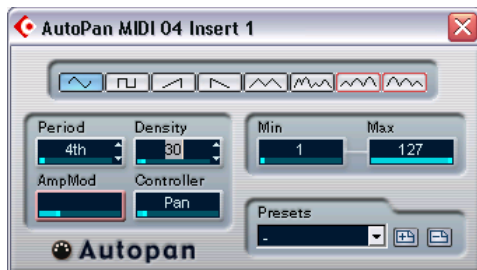 AutoPan MIDI 04 Insert 1
Period Density Min Max
4th 30 1 127
AmpMod Controller
Pan
Presets
-
Autopan